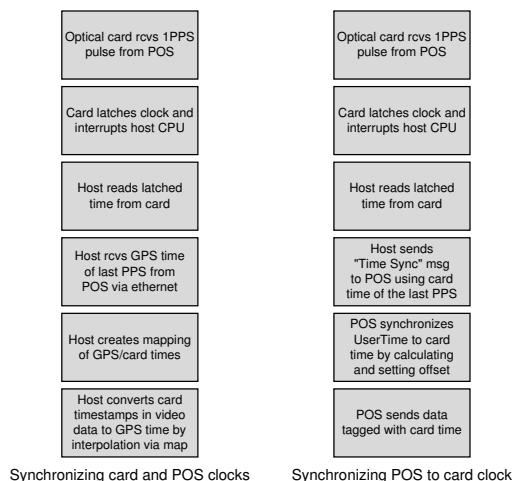 Optical card rcvs 1PPS
pulse from POS
Card latches clock and
interrupts host CPU
Host reads latched
time from card
Host rcvs GPS time
of last PPS from
POS via ethernet
Host creates mapping
of GPS/card times
Host converts card
timestamps in video
data to GPS time by
interpolation via map
Synchronizing card and POS clocks
Optical card rcvs 1PPS
pulse from POS
Card latches clock and
interrupts host CPU
Host reads latched
time from card
Host sends
"Time Sync" msg
to POS using card
time of the last PPS
POS synchronizes
UserTime to card
time by calculating
and setting offset
POS sends data
tagged with card time
Synchronizing POS to card clock